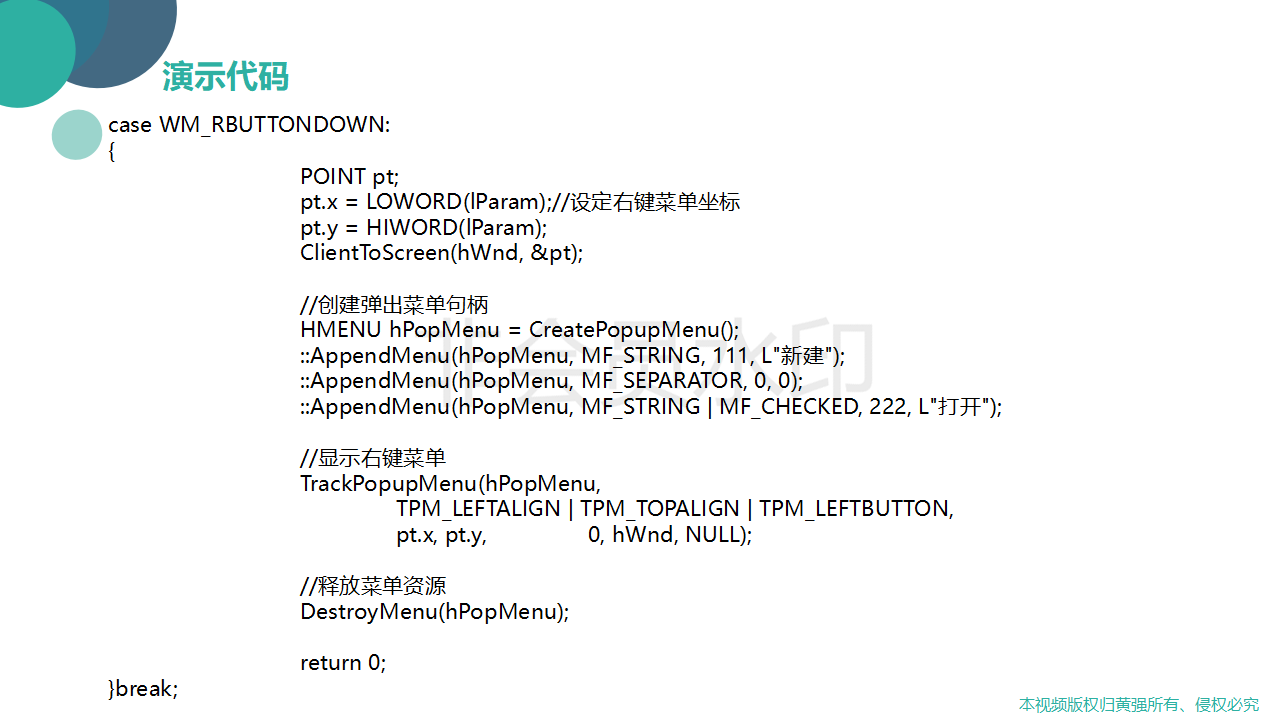 演示代码
case WM_RBUTTONDOWN:
{
POINT pt;
pt.x = LOWORD(lParam);//设定右键菜单坐标
pt.y = HIWORD(lParam);
ClientToScreen(hWnd, &pt);
//创建弹出菜单句柄
HMENU hPopMenu = CreatePopupMenu();
::AppendMenu(hPopMenu, MF_STRING, 111, L"新建");
::AppendMenu(hPopMenu, MF_SEPARATOR, 0, 0);
::AppendMenu(hPopMenu, MF_STRING | MF_CHECKED, 222, L"打开");
非会员水印
//显示右键菜单
TrackPopupMenu(hPopMenu,
TPM_LEFTALIGN | TPM_TOPALIGN | TPM_LEFTBUTTON,
pt.x, pt.y, 0, hWnd, NULL);
//释放菜单资源
DestroyMenu(hPopMenu);
return 0;
}break;
本视频版权归黄强所有、侵权必究